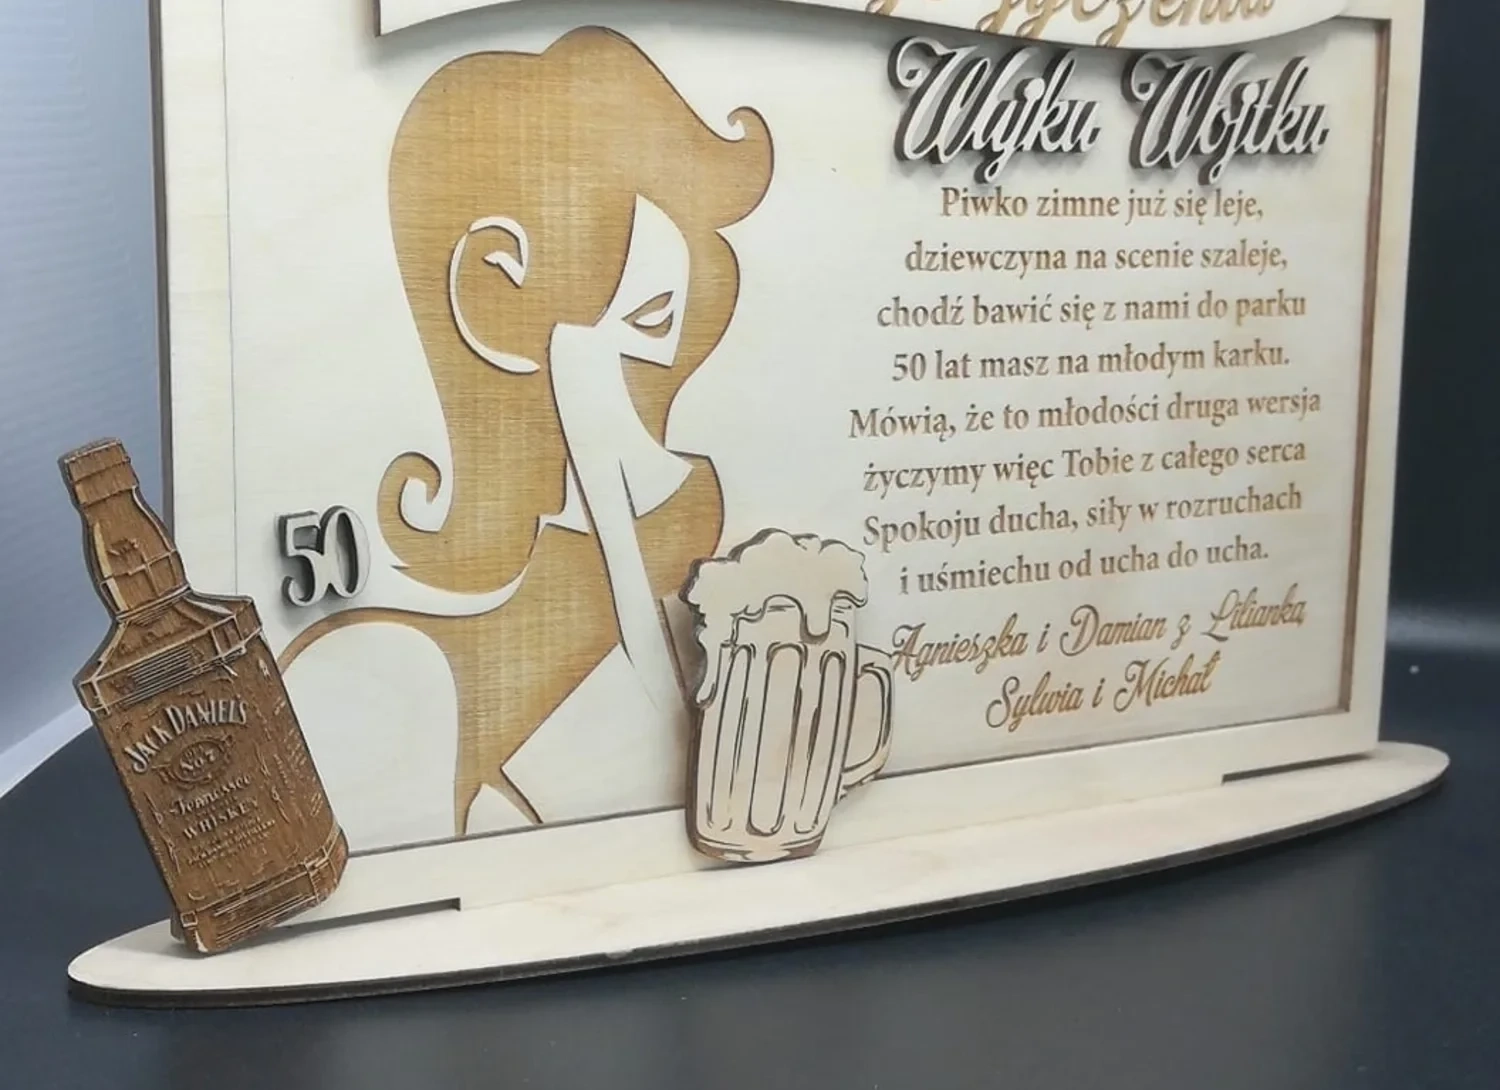 życzenia
Wujku Wojtku
Piwko zimne już się leje,
dziewczyna na scenie szaleje,
chodź bawić się z nami do parku
50 lat masz na młodym karku.
Mówią, że to młodości druga wersja
życzymy więc Tobie z całego serca
Spokoju ducha, siły w rozruchach
i uśmiechu od ucha do ucha.
Agnieszka i Damian z Lilianką
Sylwia i Michał
50
JACK DANIEL'S
No 7
Tennessee
WHISKEY